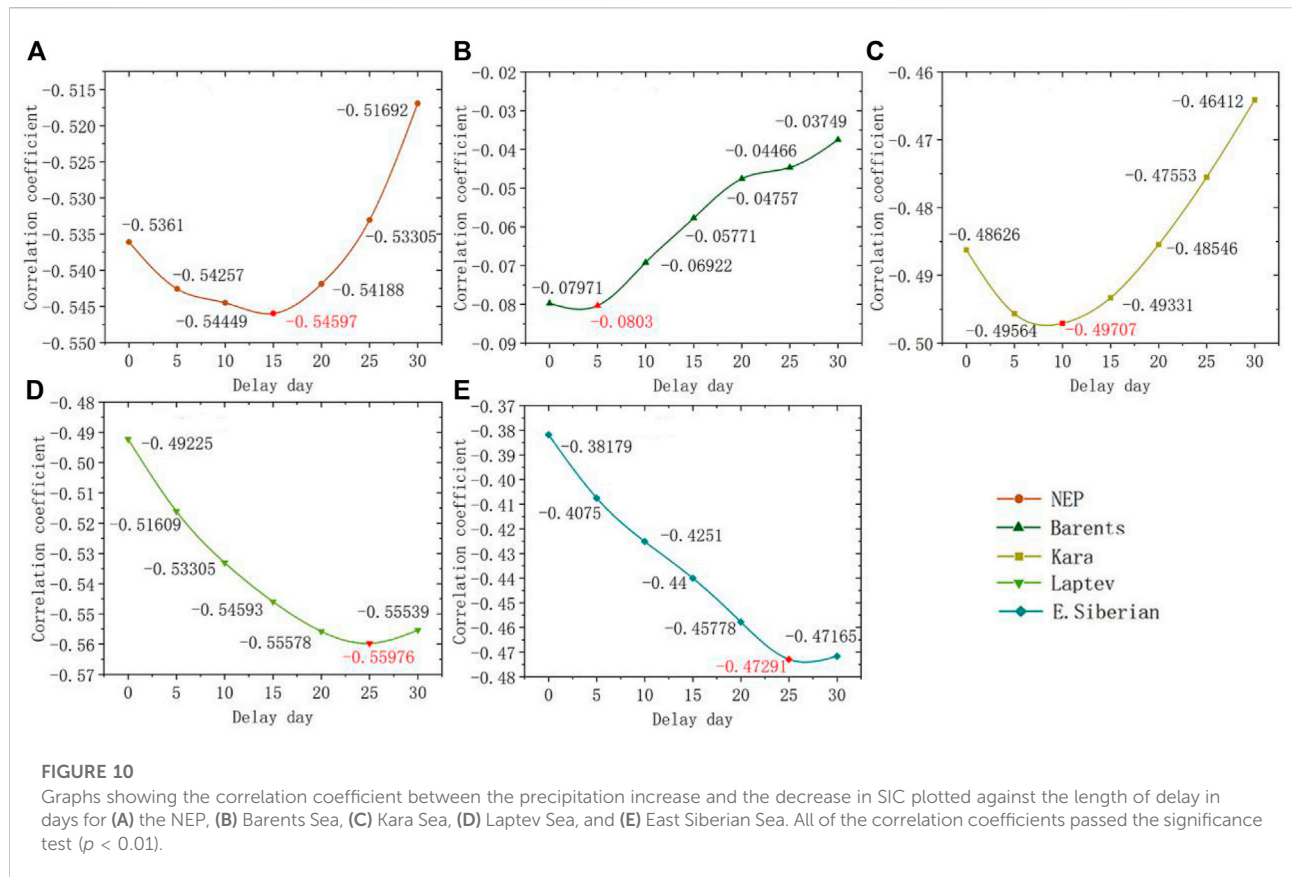 A
Correlation coefficient
-0.515
-0.520
-0.525
-0.530
-0.535
-0.540
-0.545
-0.550
-0.5361
-0.54257
-0.54449
-0.54597
-0.54188
-0.53305
-0.51692
0 5 10 15 20 25 30
Delay day
B
Correlation coefficient
-0.02
-0.03
-0.04
-0.05
-0.06
-0.07
-0.08
-0.09
-0.07971
-0.0803
-0.06922
-0.05771
-0.04757
-0.04466
-0.03749
0 5 10 15 20 25 30
Delay day
C
Correlation coefficient
-0.46
-0.47
-0.48
-0.49
-0.50
-0.48626
-0.49564
-0.49707
-0.49331
-0.48546
-0.47553
-0.46412
0 5 10 15 20 25 30
Delay day
D
Correlation coefficient
-0.48
-0.49
-0.50
-0.51
-0.52
-0.53
-0.54
-0.55
-0.56
-0.57
-0.49225
-0.51609
-0.53305
-0.54593
-0.55578
-0.55976
-0.55539
0 5 10 15 20 25 30
Delay day
E
Correlation coefficient
-0.37
-0.38
-0.39
-0.40
-0.41
-0.42
-0.43
-0.44
-0.45
-0.46
-0.47
-0.48
-0.38179
-0.4075
-0.4251
-0.44
-0.45778
-0.47291
-0.47165
0 5 10 15 20 25 30
Delay day
NEP
Barents
Kara
Laptev
E.Siberian
FIGURE 10
Graphs showing the correlation coefficient between the precipitation increase and the decrease in SIC plotted against the length of delay in
days for (A) the NEP, (B) Barents Sea, (C) Kara Sea, (D) Laptev Sea, and (E) East Siberian Sea. All of the correlation coefficients passed the significance
test (p < 0.01).